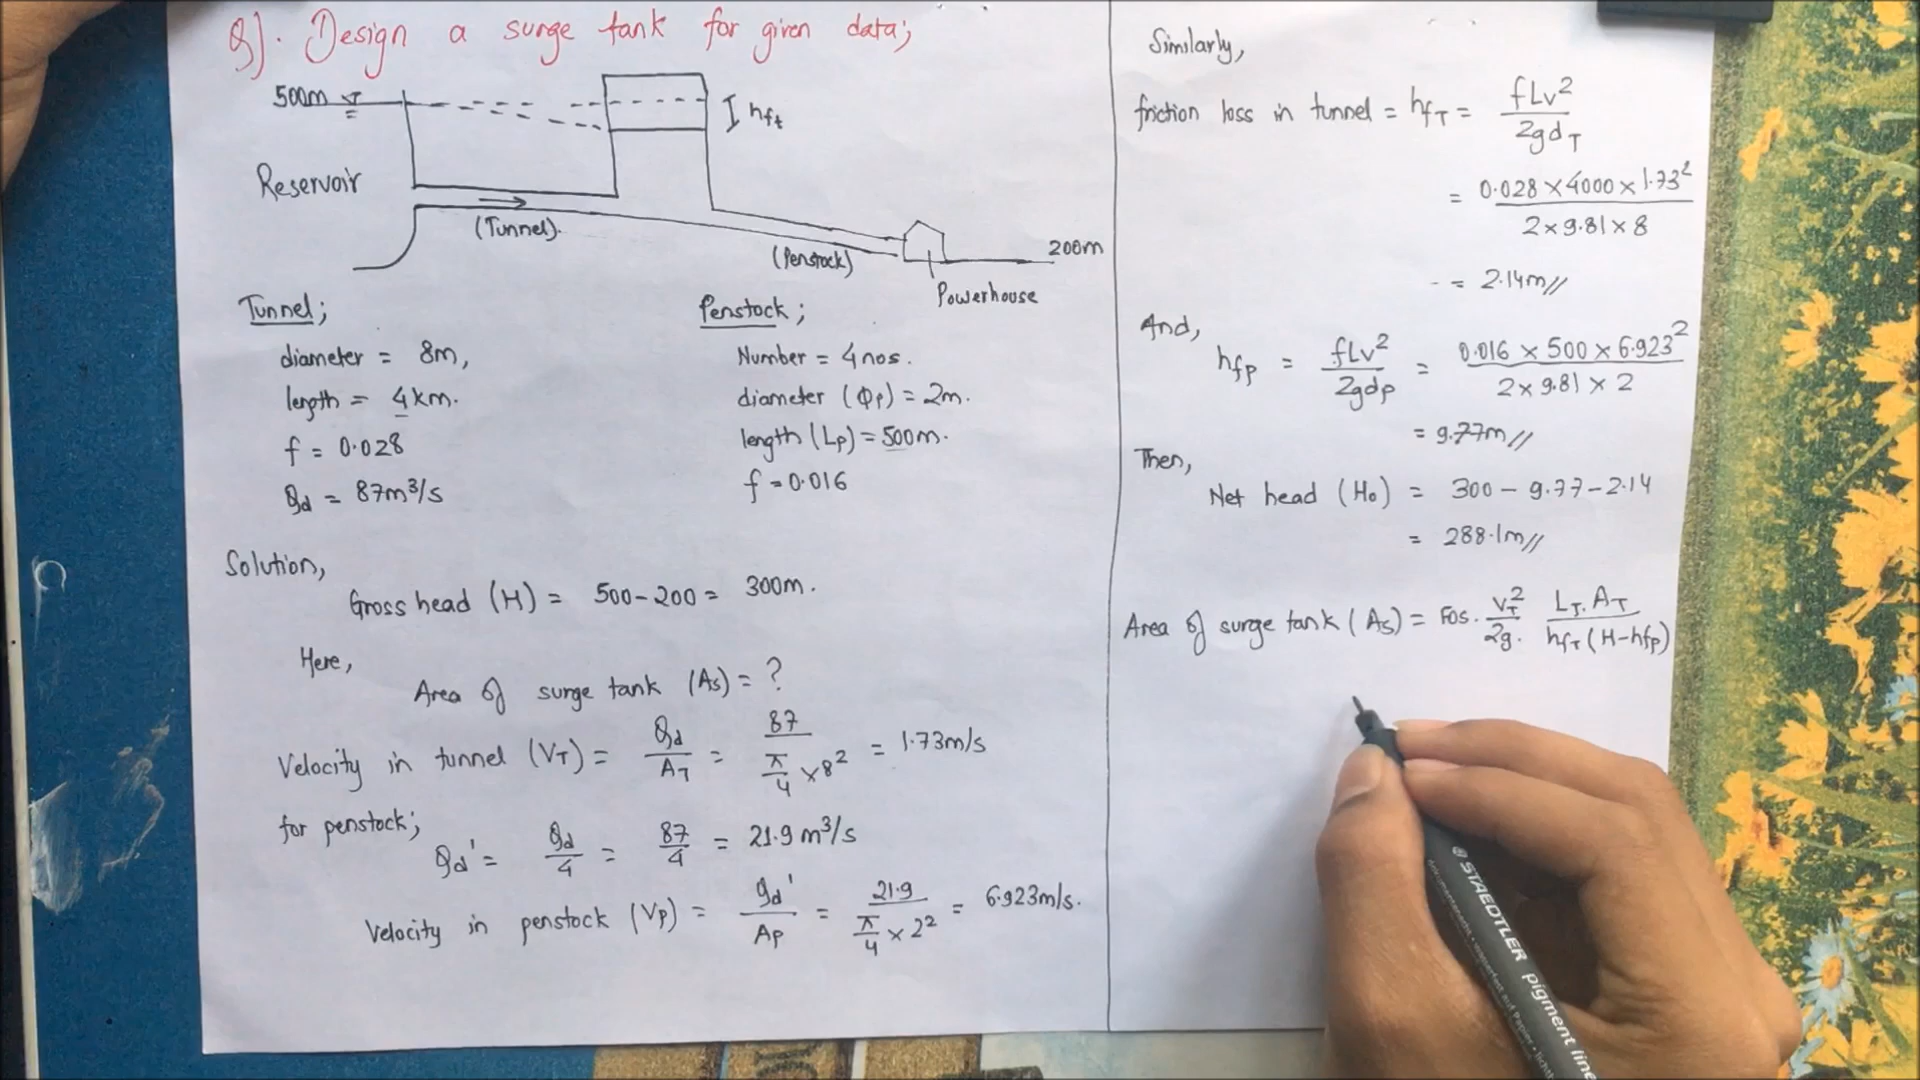 Q). Design a surge tank for given data;
500m
hft
Reservoir
(Tunnel).
(Penstock)
200m
Powerhouse
Tunnel;
diameter = 8m,
length = 4km.
f = 0.028
Qd = 87m³/s
Penstock;
Number = 4nos.
diameter (Φp) = 2m.
length (Lp) = 500m.
f = 0.016
Solution,
Gross head (H) = 500-200 = 300m.
Here,
Area of surge tank (As) = ?
Velocity in tunnel (VT) = Qd/AT = 87/(π/4 × 8²) = 1.73m/s
for penstock;
Qd' = Qd/4 = 87/4 = 21.9 m³/s
Velocity in penstock (Vp) = Qd'/Ap = 21.9/(π/4 × 2²) = 6.923m/s.
Similarly,
friction loss in tunnel = hfT = fLv²/2gdT
= 0.028 × 4000 × 1.73²/2×9.81×8
= 2.14m//
And,
hfp = fLv²/2gdp = 0.016 × 500 × 6.923²/2×9.81×2
= 9.77m//
Then,
Net head (Ho) = 300 - 9.77 - 2.14
= 288.1m//
Area of surge tank (As) = Fos. VT²/2g. LT.AT/hfT(H-hfp)
STAEDTLER pigment liner